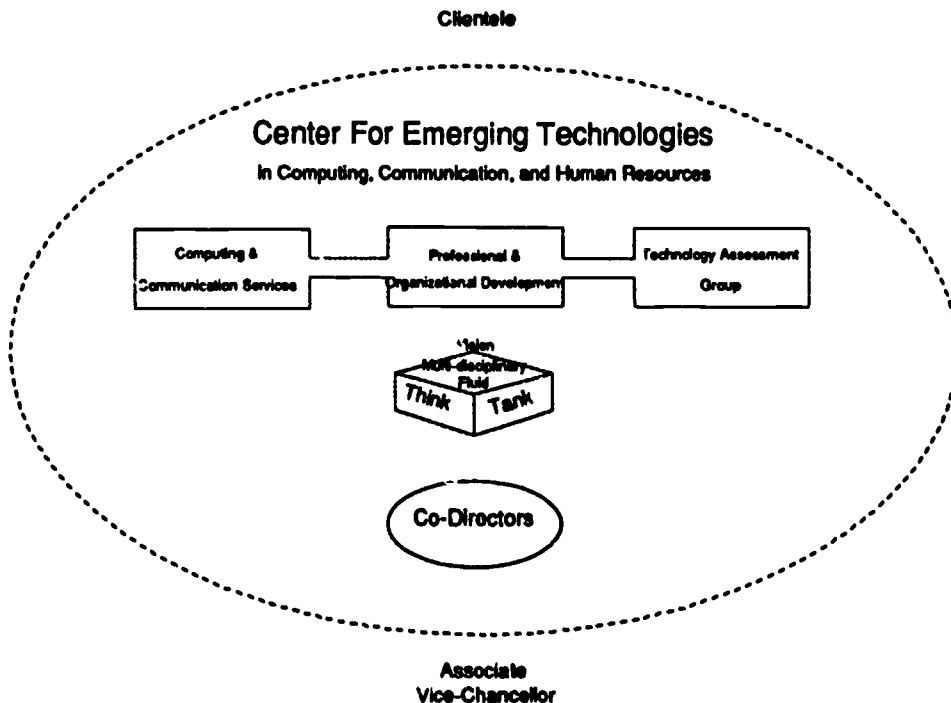 Clientele
Center For Emerging Technologies
in Computing, Communication, and Human Resources
Computing &
Communication Services
Professional &
Organizational Development
Technology Assessment
Group
Vision
Multi-disciplinary
Fluid
Think Tank
Co-Directors
Associate
Vice-Chancellor